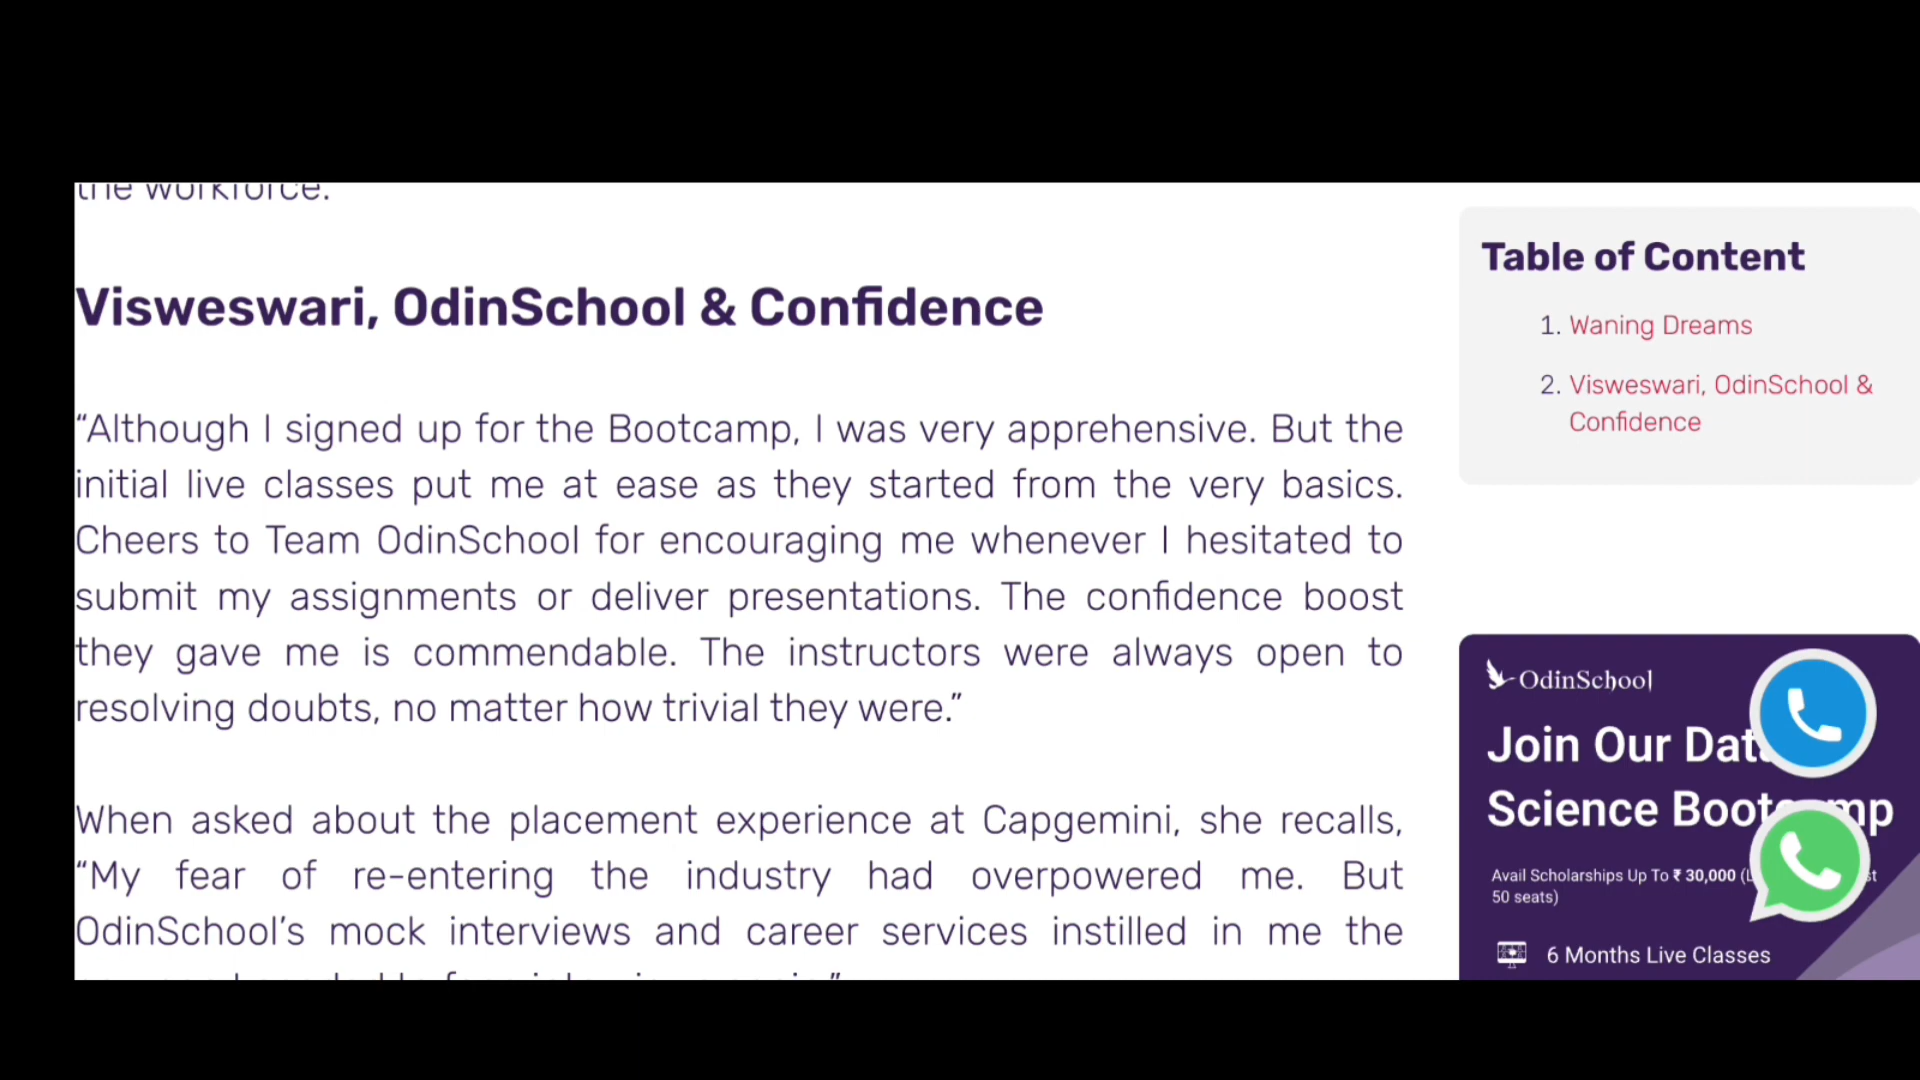 the workforce.
Visweswari, OdinSchool & Confidence
“Although I signed up for the Bootcamp, I was very apprehensive. But the
initial live classes put me at ease as they started from the very basics.
Cheers to Team OdinSchool for encouraging me whenever I hesitated to
submit my assignments or deliver presentations. The confidence boost
they gave me is commendable. The instructors were always open to
resolving doubts, no matter how trivial they were.”
When asked about the placement experience at Capgemini, she recalls,
“My fear of re-entering the industry had overpowered me. But
OdinSchool’s mock interviews and career services instilled in me the
Table of Content
1. Waning Dreams
2. Visweswari, OdinSchool &
Confidence
OdinSchool
Join Our Data
Science Bootcamp
Avail Scholarships Up To ₹ 30,000
50 seats)
6 Months Live Classes